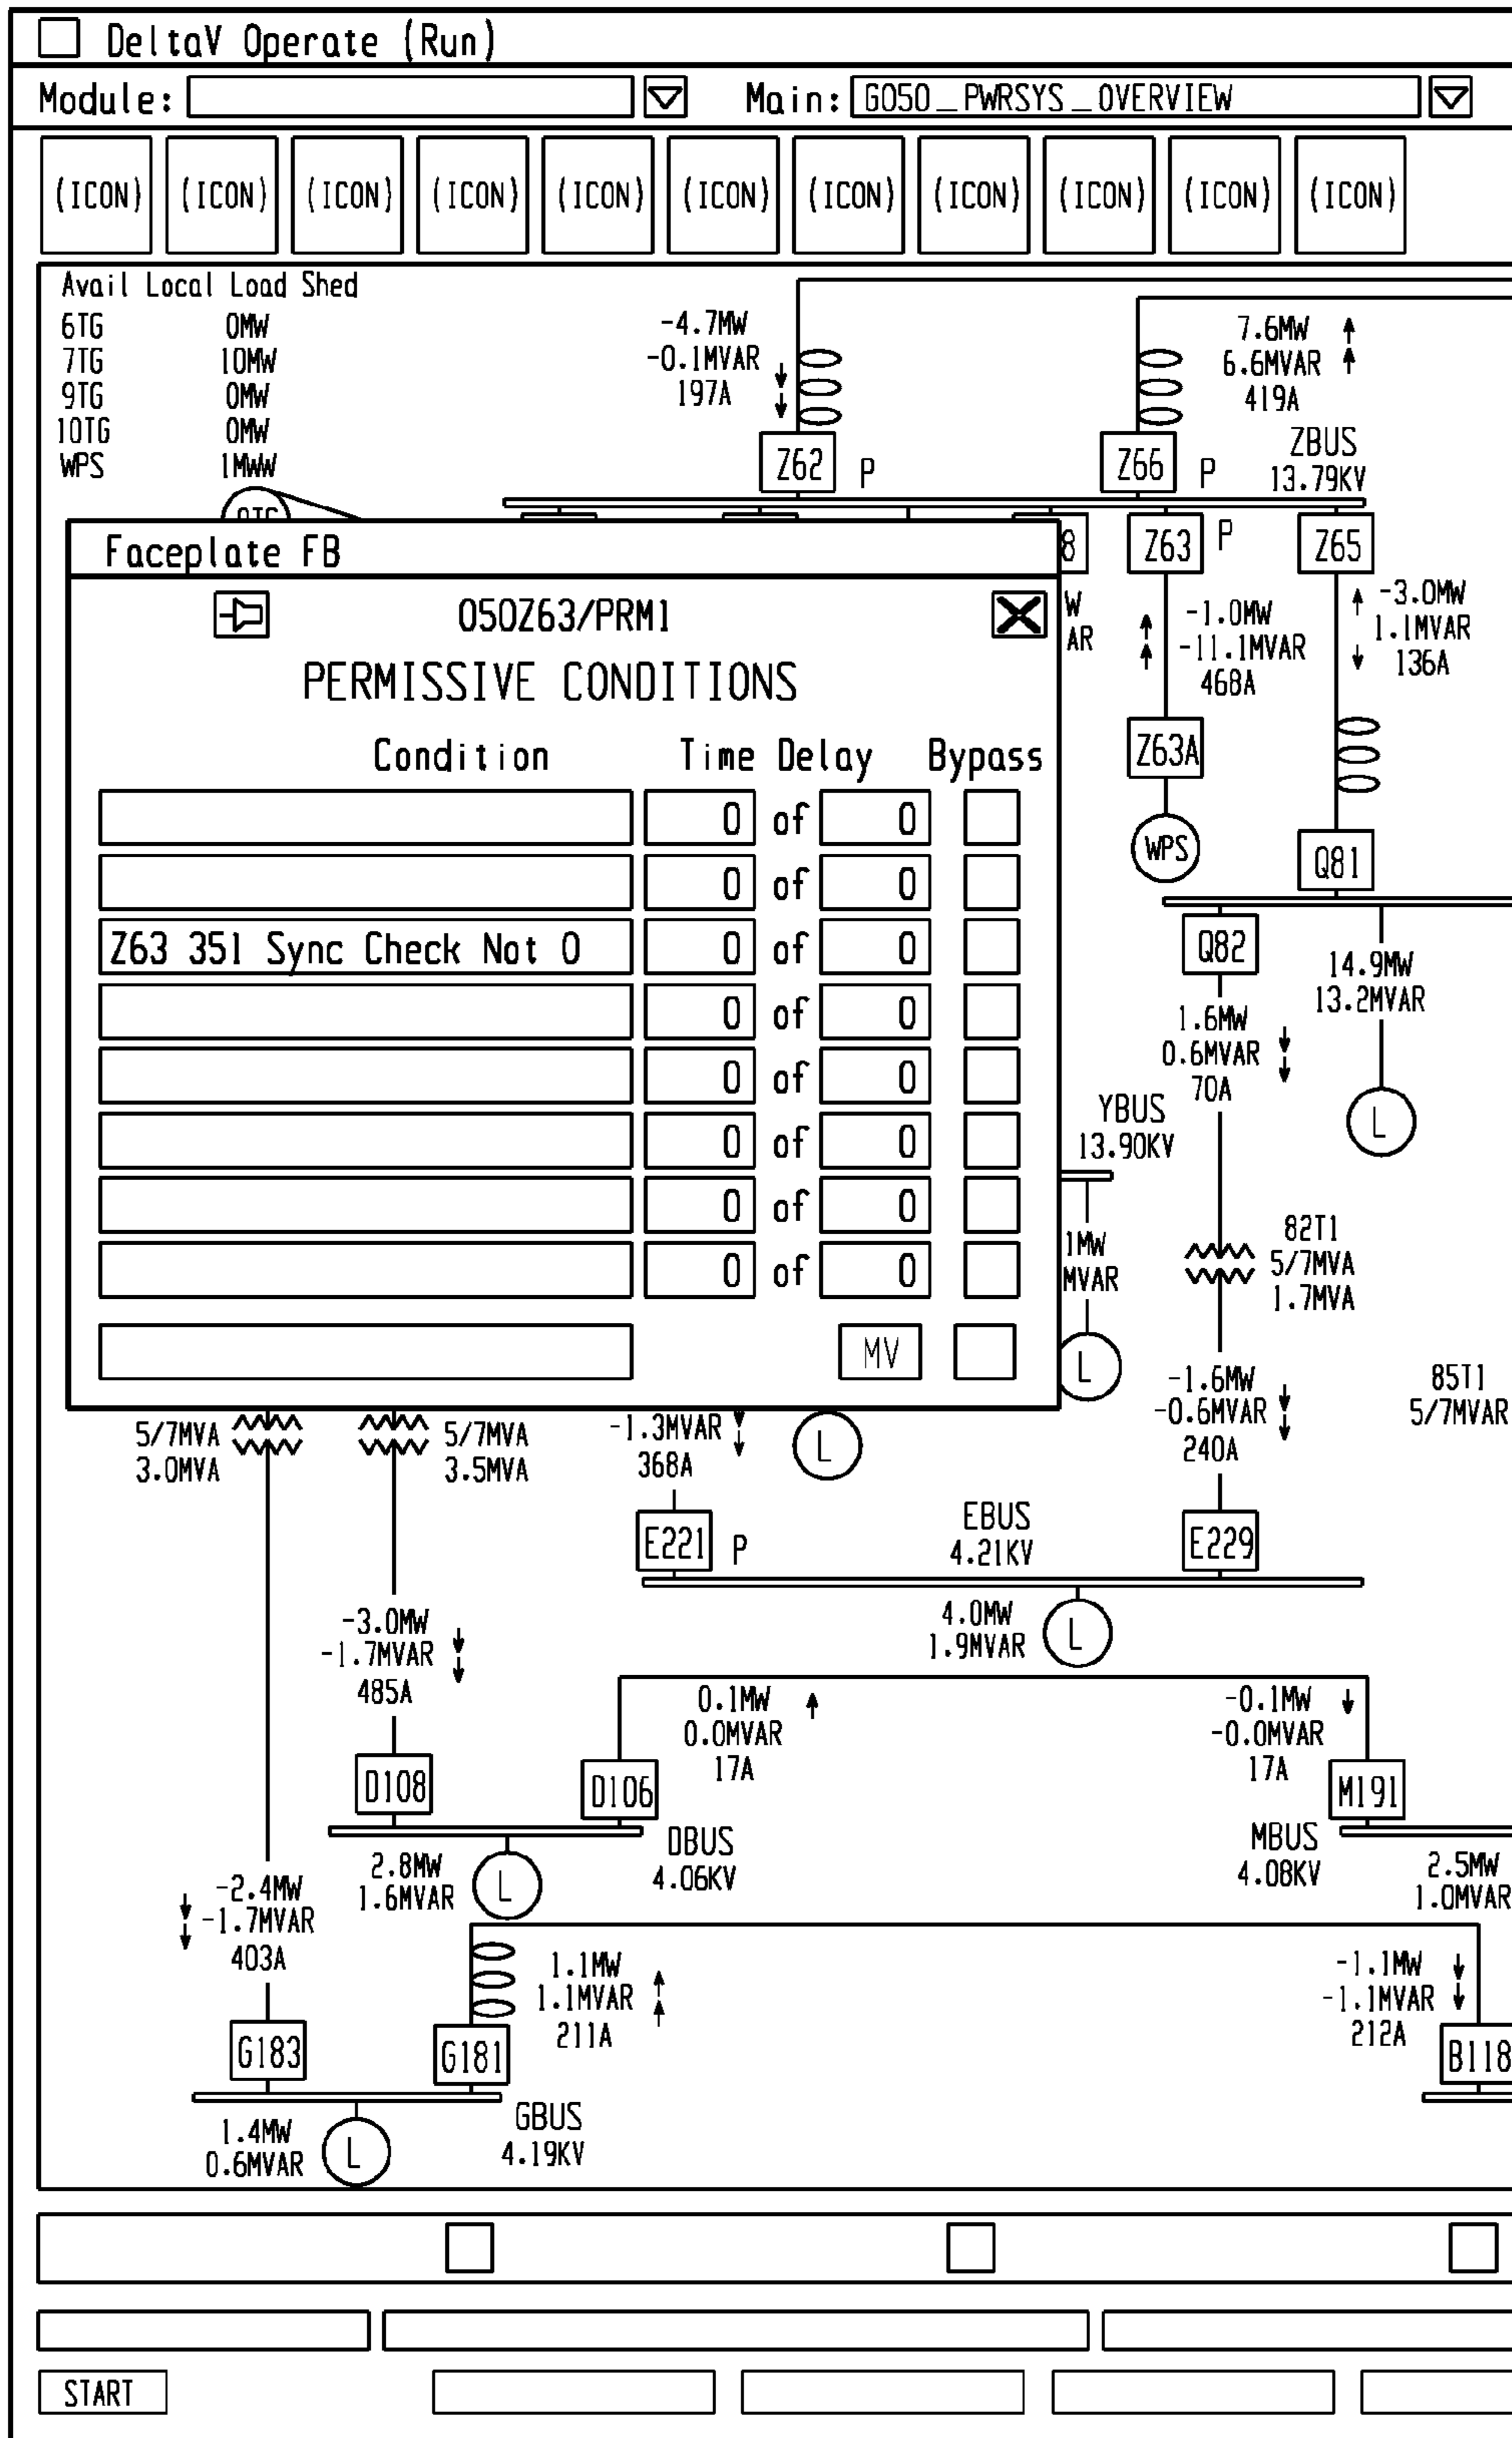 DeltaV Operate (Run)
Module:
Main: GO50_PWRSYS_OVERVIEW
(ICON) (ICON) (ICON) (ICON) (ICON) (ICON) (ICON) (ICON) (ICON) (ICON) (ICON)
Avail Local Load Shed
6TG 0MW
7TG 10MW
9TG 0MW
10TG 0MW
WPS 1MWW
-4.7MW
-0.1MVAR
197A
7.6MW
6.6MVAR
419A
Z62 P
Z66 P
ZBUS
13.79KV
8
Z63 P
Z65
W
AR
-1.0MW
-11.1MVAR
468A
-3.0MW
1.1MVAR
136A
Z63A
WPS
Q81
Q82
14.9MW
13.2MVAR
L
1.6MW
0.6MVAR
70A
YBUS
13.90KV
1MW
MVAR
L
82T1
5/7MVA
1.7MVA
-1.6MW
-0.6MVAR
240A
85T1
5/7MVAR
Faceplate FB
050Z63/PRM1
PERMISSIVE CONDITIONS
Condition Time Delay Bypass
0 of 0
0 of 0
Z63 351 Sync Check Not 0 0 of 0
0 of 0
0 of 0
0 of 0
0 of 0
0 of 0
MV
5/7MVA
3.0MVA
5/7MVA
3.5MVA
-1.3MVAR
368A
L
E221 P
EBUS
4.21KV
E229
4.0MW
1.9MVAR
L
-3.0MW
-1.7MVAR
485A
0.1MW
0.0MVAR
17A
-0.1MW
-0.0MVAR
17A
D108
D106
M191
DBUS
4.06KV
MBUS
4.08KV
2.8MW
1.6MVAR
L
2.5MW
1.0MVAR
-2.4MW
-1.7MVAR
403A
1.1MW
1.1MVAR
211A
-1.1MW
-1.1MVAR
212A
G183
G181
B118
GBUS
4.19KV
1.4MW
0.6MVAR
L
START